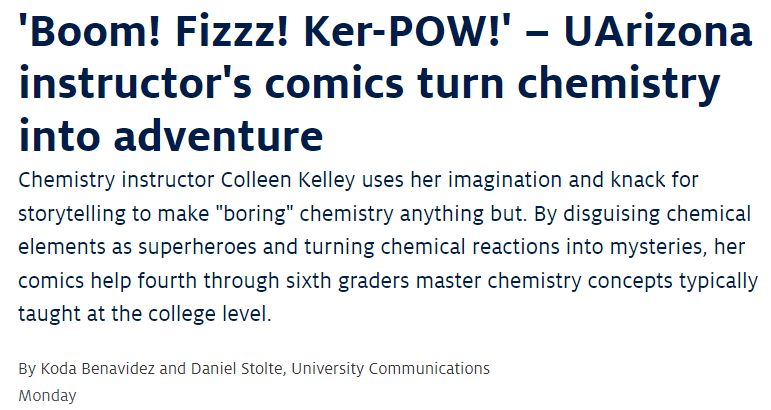 'Boom! Fizzz! Ker-POW!' – UArizona
instructor's comics turn chemistry
into adventure
Chemistry instructor Colleen Kelley uses her imagination and knack for
storytelling to make "boring" chemistry anything but. By disguising chemical
elements as superheroes and turning chemical reactions into mysteries, her
comics help fourth through sixth graders master chemistry concepts typically
taught at the college level.
By Koda Benavidez and Daniel Stolte, University Communications
Monday